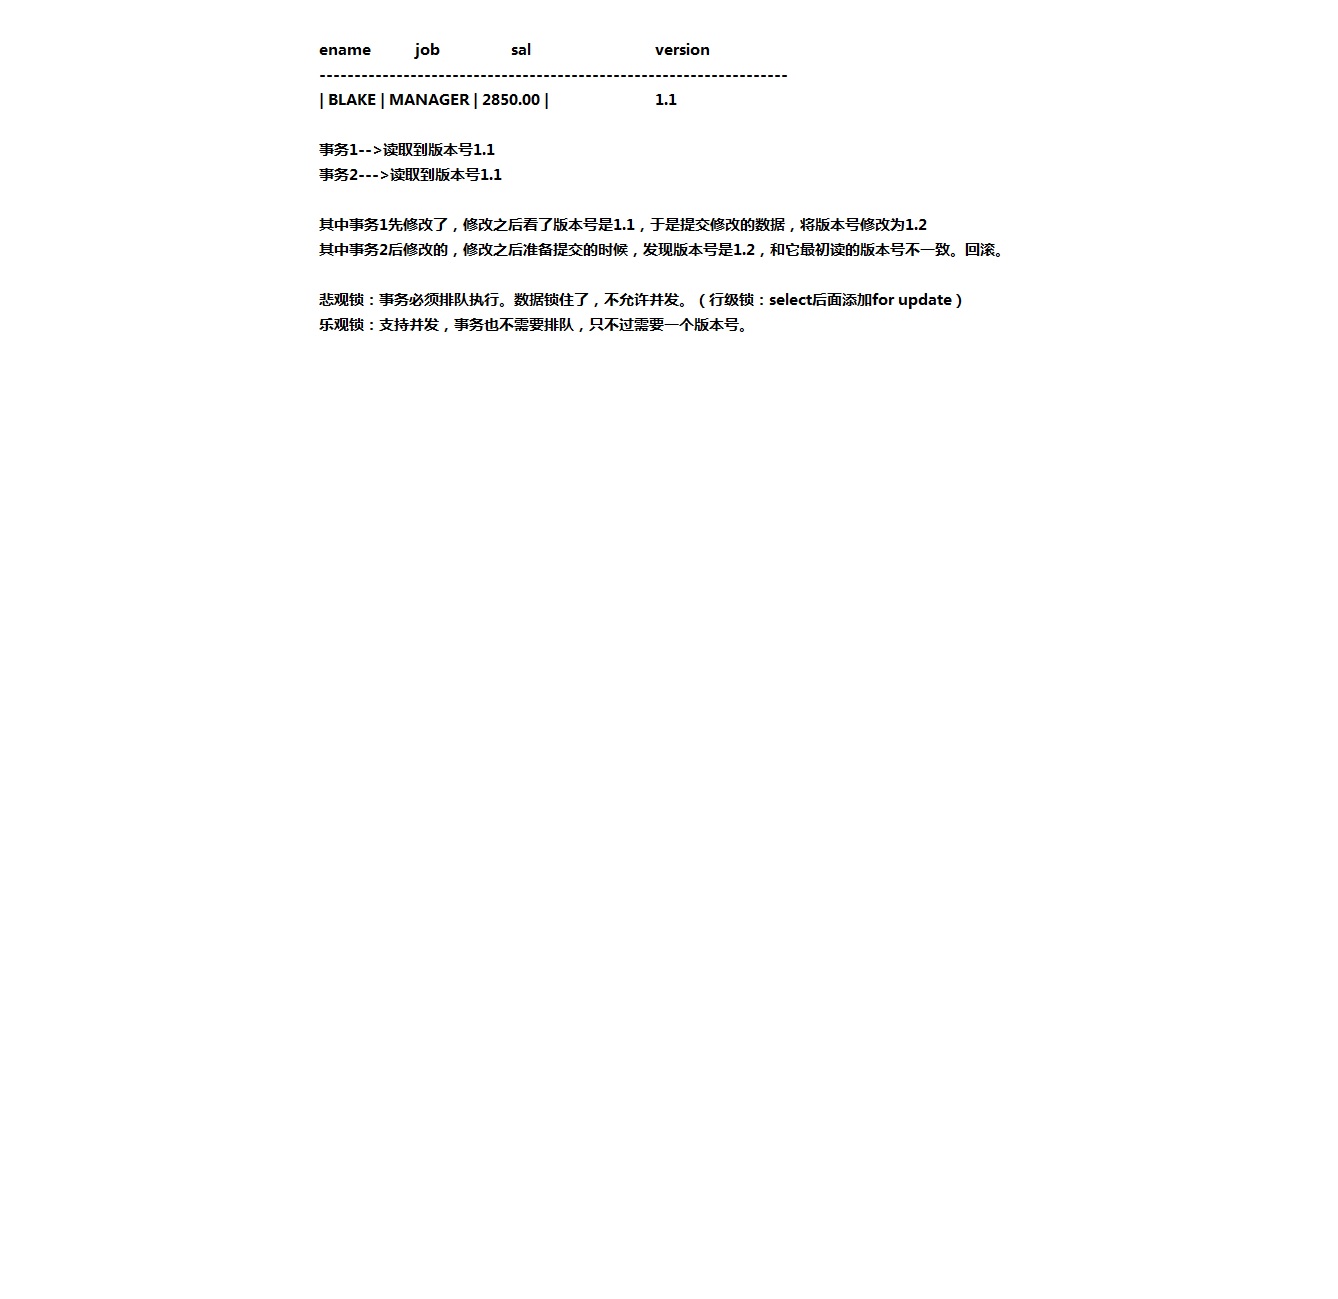 ename job sal version
-------------------------------------------------------------------
| BLAKE | MANAGER | 2850.00 | 1.1
事务1-->读取到版本号1.1
事务2--->读取到版本号1.1
其中事务1先修改了，修改之后看了版本号是1.1，于是提交修改的数据，将版本号修改为1.2
其中事务2后修改的，修改之后准备提交的时候，发现版本号是1.2，和它最初读的版本号不一致。回滚。
悲观锁：事务必须排队执行。数据锁住了，不允许并发。（行级锁：select后面添加for update）
乐观锁：支持并发，事务也不需要排队，只不过需要一个版本号。